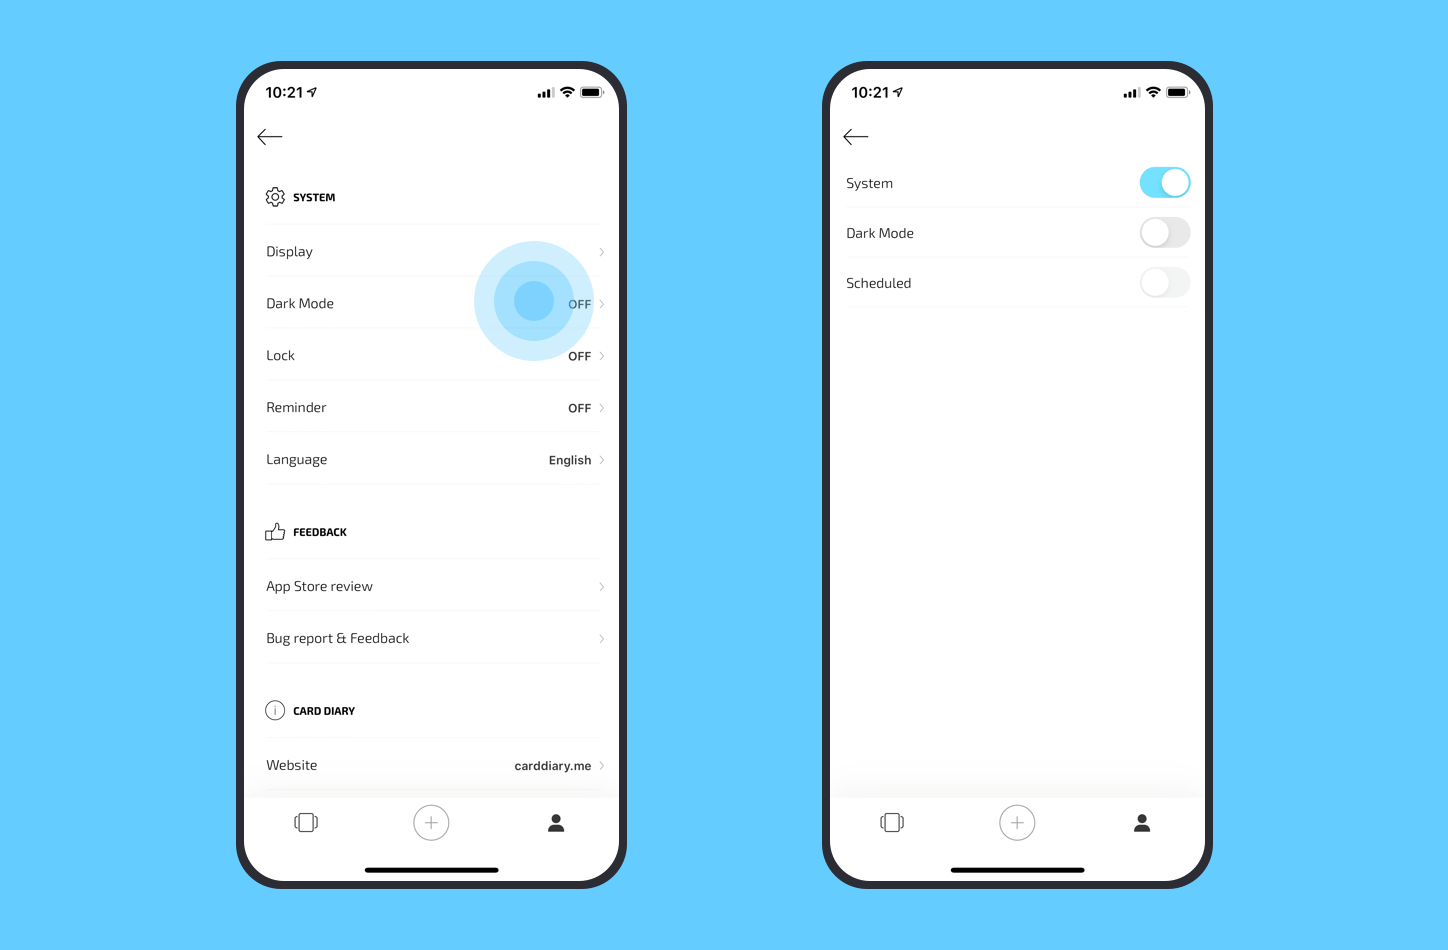 10:21
SYSTEM
Display
Dark Mode OFF
Lock OFF
Reminder OFF
Language English
FEEDBACK
App Store review
Bug report & Feedback
CARD DIARY
Website carddiary.me
10:21
System
Dark Mode
Scheduled